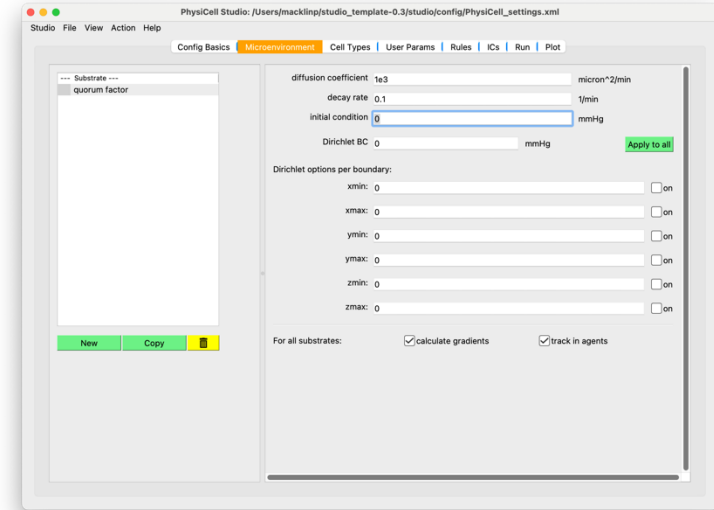 PhysiCell Studio: /Users/macklinp/studio_template-0.3/studio/config/PhysiCell_settings.xml
Studio File View Action Help
Config Basics Microenvironment Cell Types User Params Rules ICs Run Plot
--- Substrate ---
quorum factor
New Copy
diffusion coefficient 1e3 micron^2/min
decay rate 0.1 1/min
initial condition 0 mmHg
Dirichlet BC 0 mmHg Apply to all
Dirichlet options per boundary:
xmin: 0 on
xmax: 0 on
ymin: 0 on
ymax: 0 on
zmin: 0 on
zmax: 0 on
For all substrates: calculate gradients track in agents